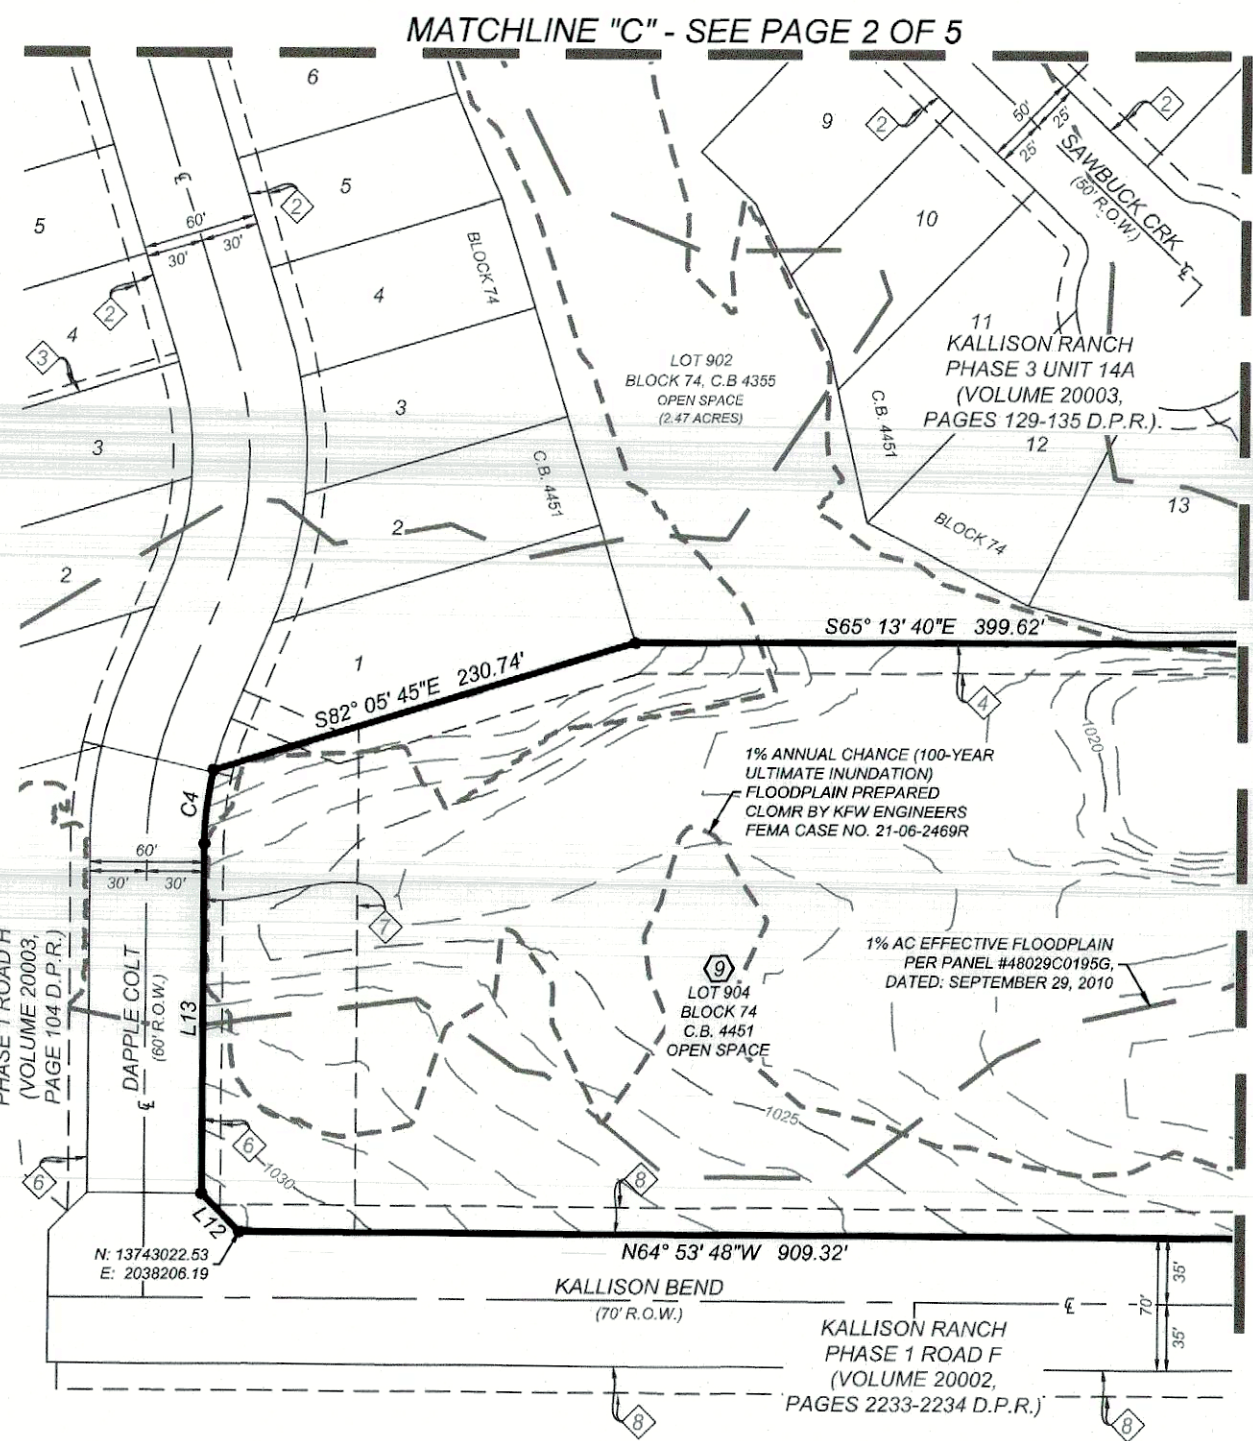 MATCHLINE "C" - SEE PAGE 2 OF 5
6
9
2
2
50'
25'
25'
SAWBUCK CRK
(50' R.O.W.)
℄
5
5
2
60'
30'
30'
℄
10
BLOCK 74
4
2
4
3
11
KALLISON RANCH
PHASE 3 UNIT 14A
(VOLUME 20003,
PAGES 129-135 D.P.R.).
LOT 902
BLOCK 74, C.B 4355
OPEN SPACE
(2.47 ACRES)
3
C.B. 4451
3
12
C.B. 4451
13
2
BLOCK 74
2
1
S65° 13' 40"E 399.62'
S82° 05' 45"E 230.74'
4
1020
1% ANNUAL CHANCE (100-YEAR
ULTIMATE INUNDATION)
FLOODPLAIN PREPARED
CLOMR BY KFW ENGINEERS
FEMA CASE NO. 21-06-2469R
C4
60'
30'
30'
7
1% AC EFFECTIVE FLOODPLAIN
PER PANEL #48029C0195G,
DATED: SEPTEMBER 29, 2010
PHASE 1 ROAD H
(VOLUME 20003,
PAGE 104 D.P.R.)
DAPPLE COLT
(60' R.O.W.)
℄
L13
9
LOT 904
BLOCK 74
C.B. 4451
OPEN SPACE
1025
6
6
1030
8
L12
N: 13743022.53
E: 2038206.19
N64° 53' 48"W 909.32'
KALLISON BEND
(70' R.O.W.)
℄
70'
35'
35'
KALLISON RANCH
PHASE 1 ROAD F
(VOLUME 20002,
PAGES 2233-2234 D.P.R.)
8
8